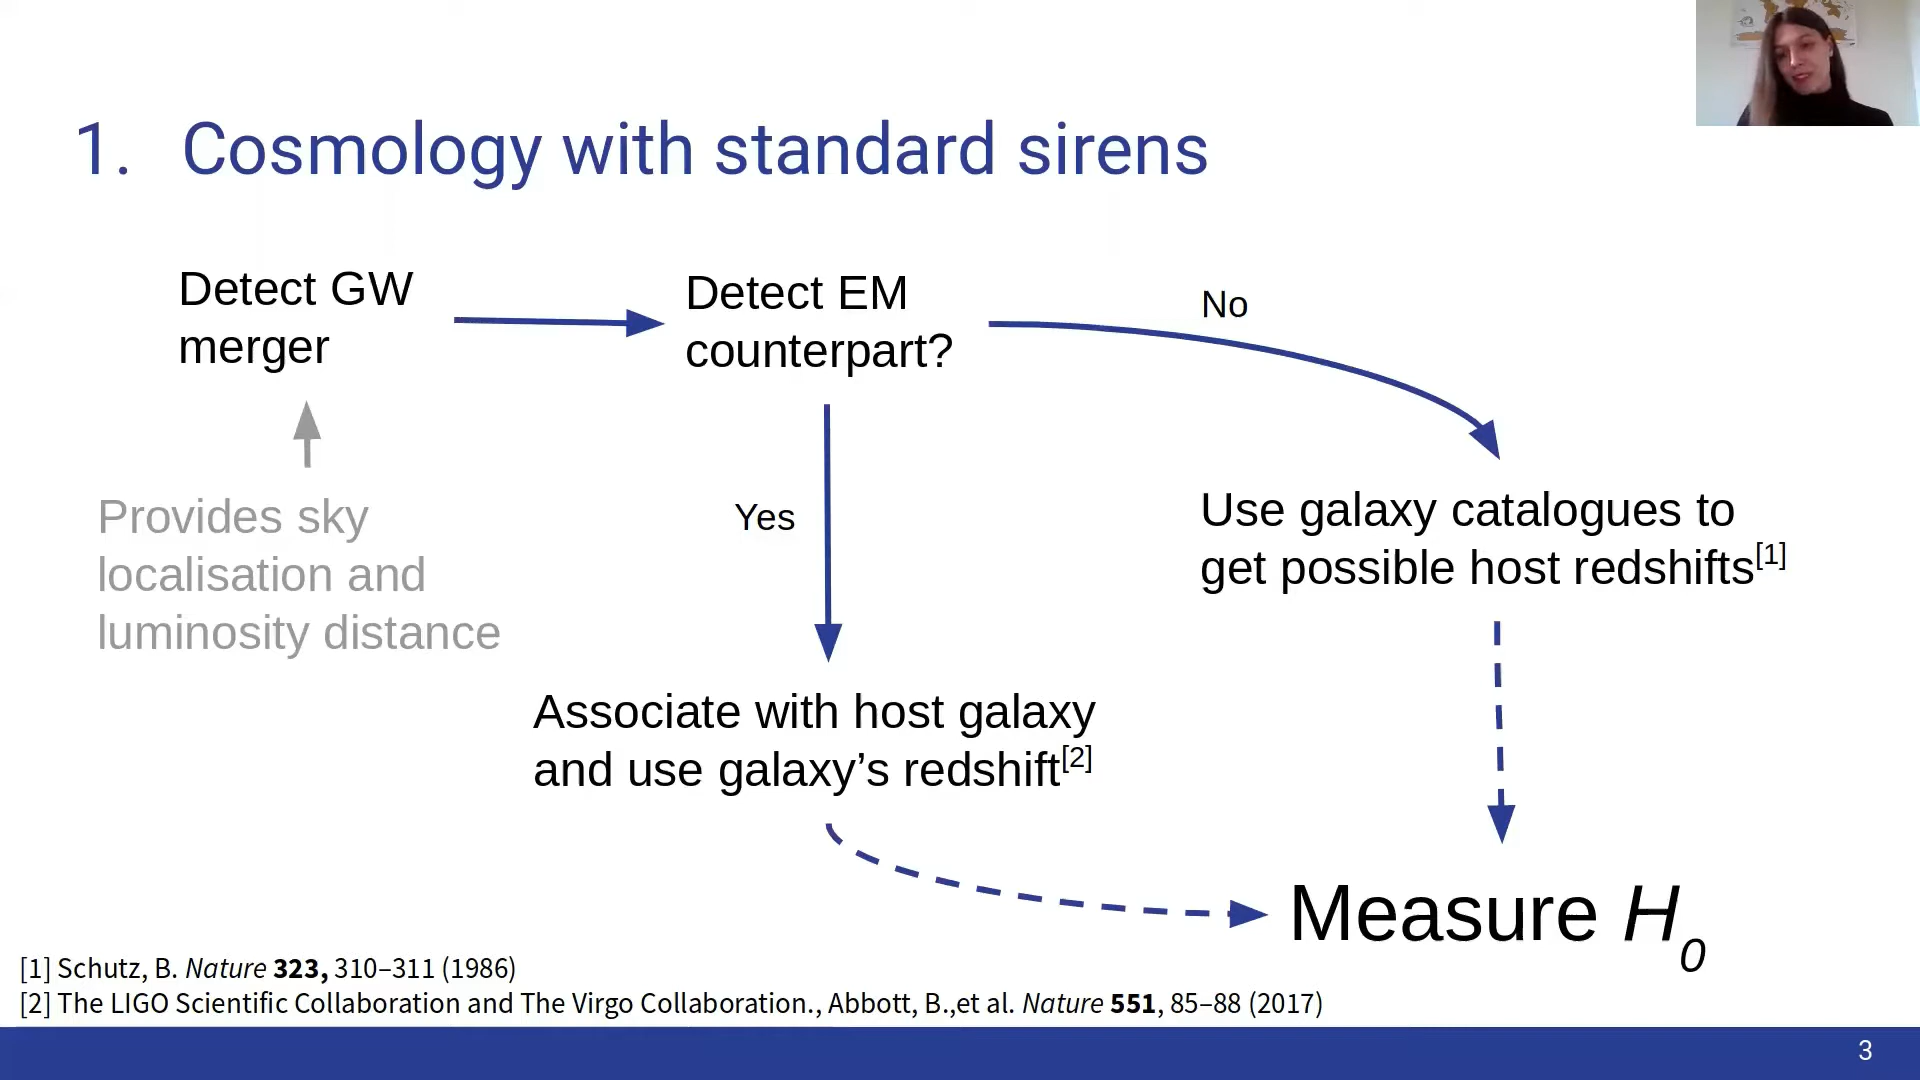 1. Cosmology with standard sirens
Detect GW
merger
Detect EM
counterpart?
No
Yes
Provides sky
localisation and
luminosity distance
Use galaxy catalogues to
get possible host redshifts[1]
Associate with host galaxy
and use galaxy’s redshift[2]
Measure H0
[1] Schutz, B. Nature 323, 310–311 (1986)
[2] The LIGO Scientific Collaboration and The Virgo Collaboration., Abbott, B.,et al. Nature 551, 85–88 (2017)
3